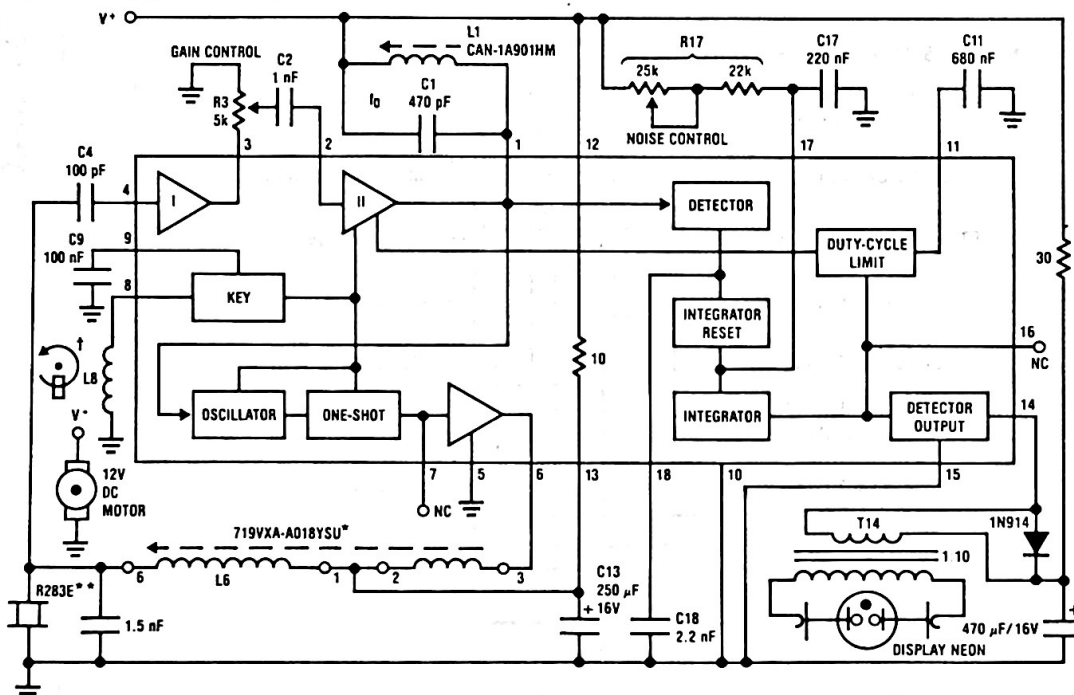 V+
GAIN CONTROL
R3
5k
C2
1 nF
L1
CAN-1A901HM
C1
470 pF
fO
R17
25k
22k
NOISE CONTROL
C17
220 nF
C11
680 nF
C4
100 pF
3
2
1
12
17
11
4
I
II
DETECTOR
C9
100 nF
9
DUTY-CYCLE
LIMIT
30
8
KEY
INTEGRATOR
RESET
16
NC
†
L8
10
V+
OSCILLATOR
ONE-SHOT
INTEGRATOR
DETECTOR
OUTPUT
14
12V
DC
MOTOR
7
5
6
13
18
10
15
NC
719VXA-A018YSU*
T14
1N914
1 10
6
L6
1
2
3
R283E**
1.5 nF
C13
250 μF
+ 16V
C18
2.2 nF
470 μF/16V
+
DISPLAY NEON